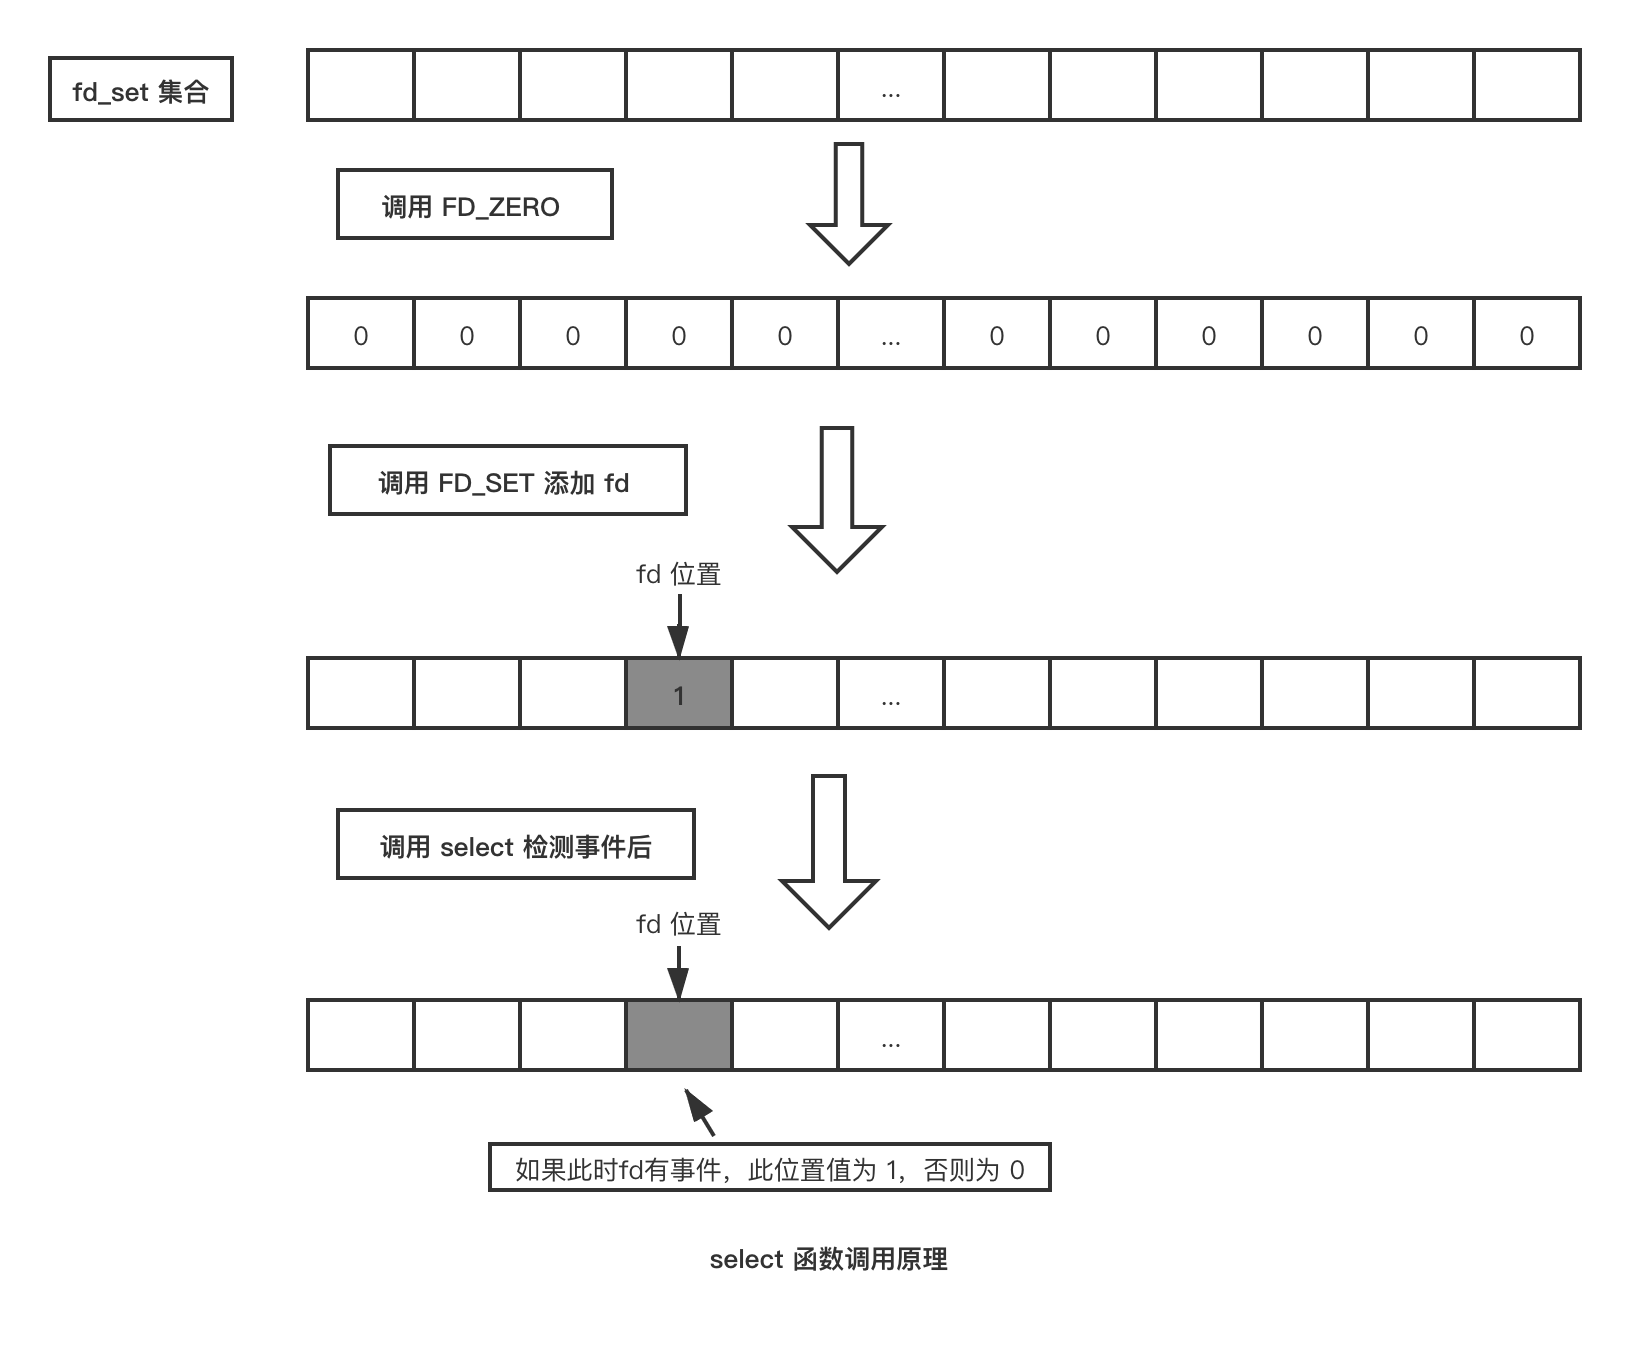 fd_set 集合
...
调用 FD_ZERO
0 0 0 0 0 ... 0 0 0 0 0 0
调用 FD_SET 添加 fd
fd 位置
1 ...
调用 select 检测事件后
fd 位置
...
如果此时fd有事件，此位置值为 1，否则为 0
select 函数调用原理